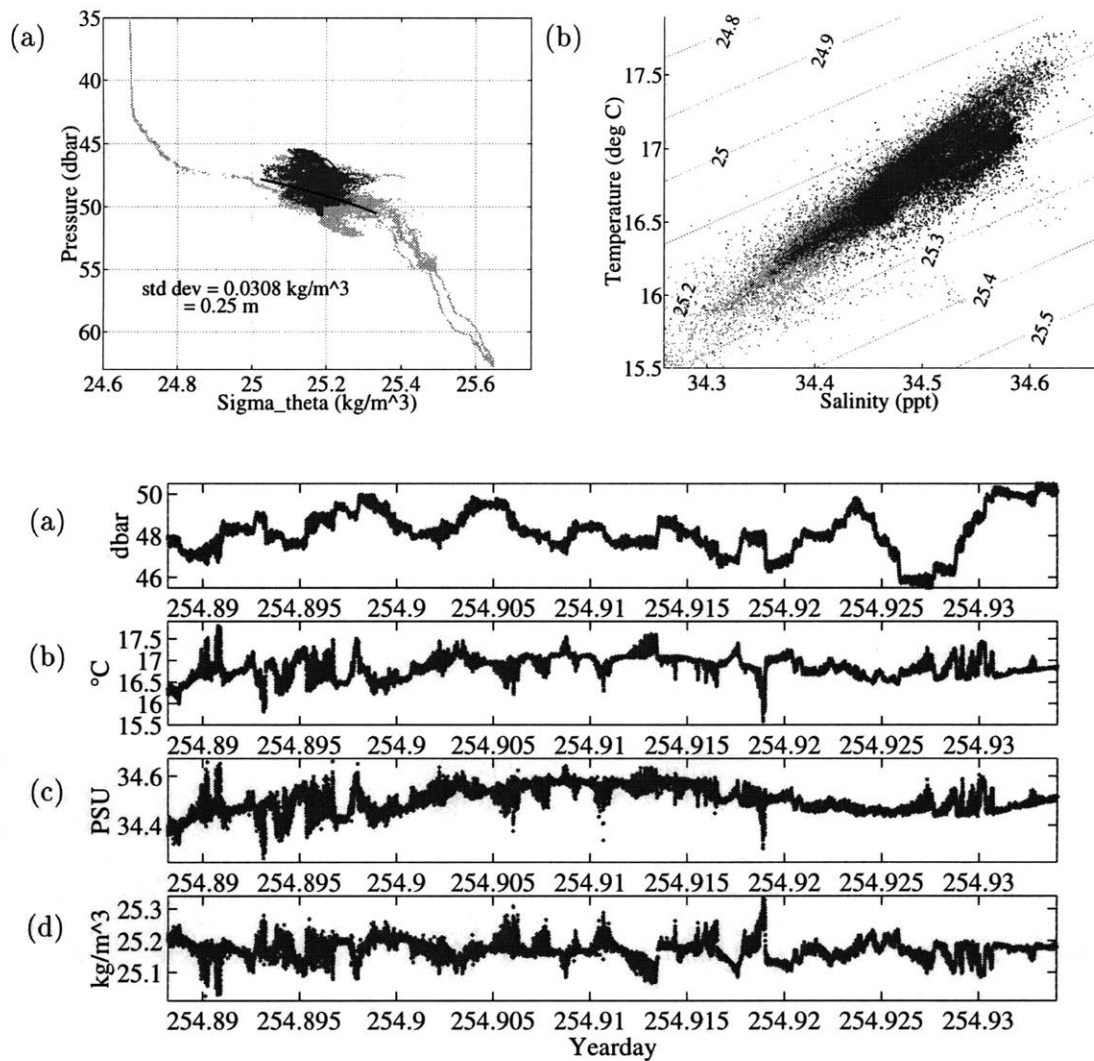 (a)
35
40
45
50
55
60
Pressure (dbar)
std dev = 0.0308 kg/m^3
= 0.25 m
24.6 24.8 25 25.2 25.4 25.6
Sigma_theta (kg/m^3)
(b)
17.5
17
16.5
16
15.5
Temperature (deg C)
24.8
24.9
25
25.2
25.3
25.4
25.5
34.3 34.4 34.5 34.6
Salinity (ppt)
(a)
dbar
50
48
46
254.89 254.895 254.9 254.905 254.91 254.915 254.92 254.925 254.93
(b)
°C
17.5
17
16.5
16
15.5
254.89 254.895 254.9 254.905 254.91 254.915 254.92 254.925 254.93
(c)
PSU
34.6
34.4
254.89 254.895 254.9 254.905 254.91 254.915 254.92 254.925 254.93
(d)
kg/m^3
25.3
25.2
25.1
254.89 254.895 254.9 254.905 254.91 254.915 254.92 254.925 254.93
Yearday